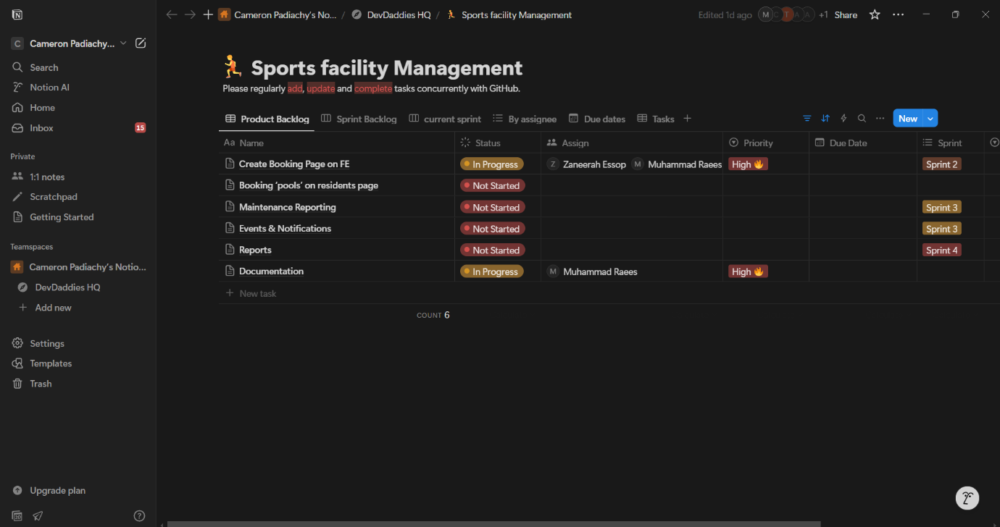 Cameron Padiachy's No... / DevDaddies HQ / Sports facility Management
Edited 1d ago M C T A A +1 Share
C Cameron Padiachy...
Search
Notion AI
Home
Inbox 15
Private
1:1 notes
Scratchpad
Getting Started
Teamspaces
Cameron Padiachy's Notio...
DevDaddies HQ
Add new
Settings
Templates
Trash
Upgrade plan
20
Sports facility Management
Please regularly add, update and complete tasks concurrently with GitHub.
Product Backlog Sprint Backlog current sprint By assignee Due dates Tasks New
Aa Name Status Assign Priority Due Date Sprint
Create Booking Page on FE In Progress Z Zaneerah Essop M Muhammad Raees High 🔥 Sprint 2
Booking 'pools' on residents page Not Started
Maintenance Reporting Not Started Sprint 3
Events & Notifications Not Started Sprint 3
Reports Not Started Sprint 4
Documentation In Progress M Muhammad Raees High 🔥
New task
COUNT 6